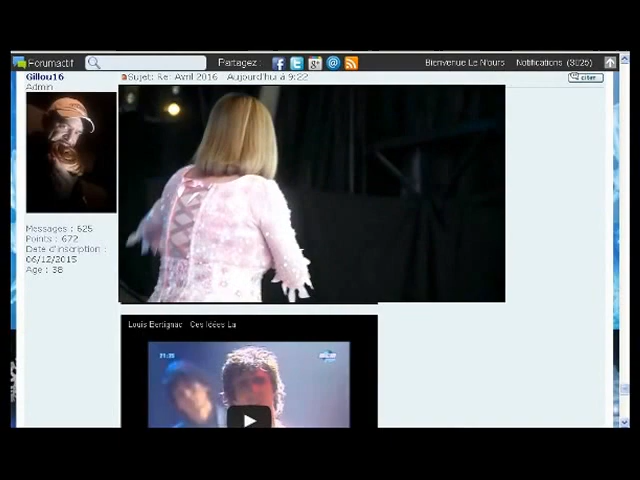 Forumactif Partagez : Bienvenue Le N'ours Notifications (3025)
Gillou16 Sujet: Re: Avril 2016 Aujourd'hui à 9:22 citer
Admin
Messages : 625
Points : 672
Date d'inscription :
06/12/2015
Age : 38
Louis Bertignac Ces Idées La